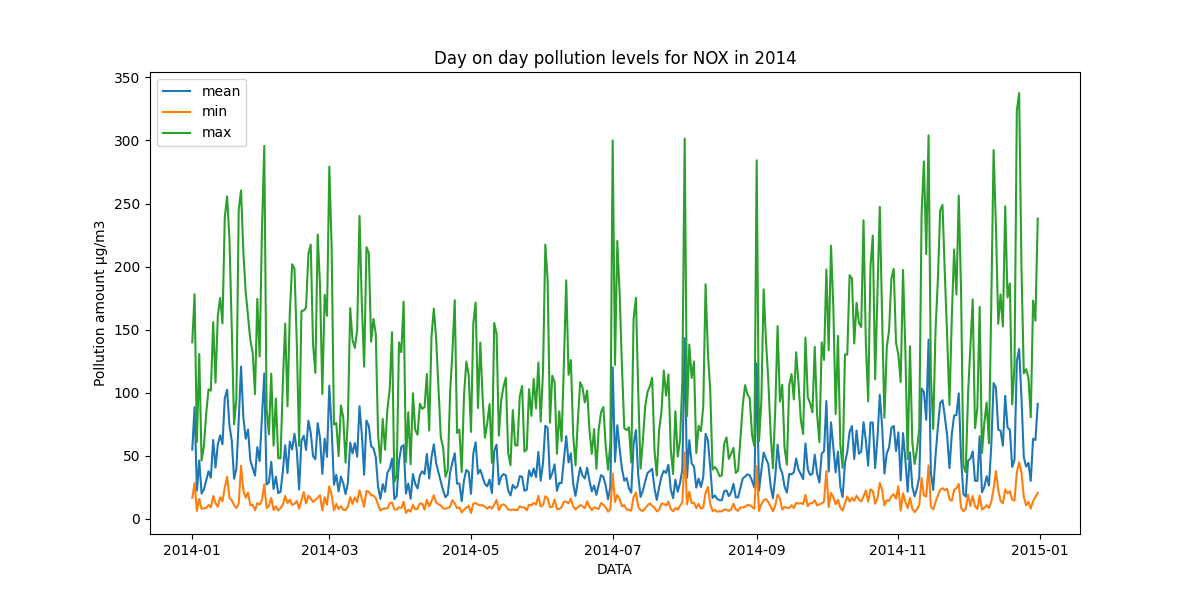 Day on day pollution levels for NOX in 2014
mean
min
max
Pollution amount µg/m3
350
300
250
200
150
100
50
0
2014-01
2014-03
2014-05
2014-07
2014-09
2014-11
2015-01
DATA